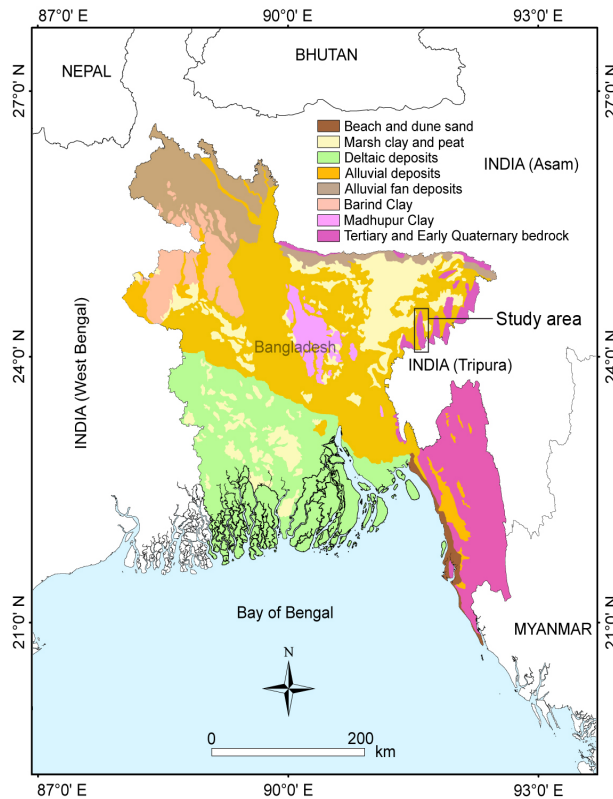 87°0' E
90°0' E
93°0' E
27°0' N
27°0' N
NEPAL
BHUTAN
Beach and dune sand
Marsh clay and peat
Deltaic deposits
Alluvial deposits
Alluvial fan deposits
Barind Clay
Madhupur Clay
Tertiary and Early Quaternary bedrock
INDIA (Asam)
Study area
Bangladesh
24°0' N
24°0' N
INDIA (Tripura)
INDIA (West Bengal)
21°0' N
21°0' N
Bay of Bengal
MYANMAR
N
0
200
km
87°0' E
90°0' E
93°0' E